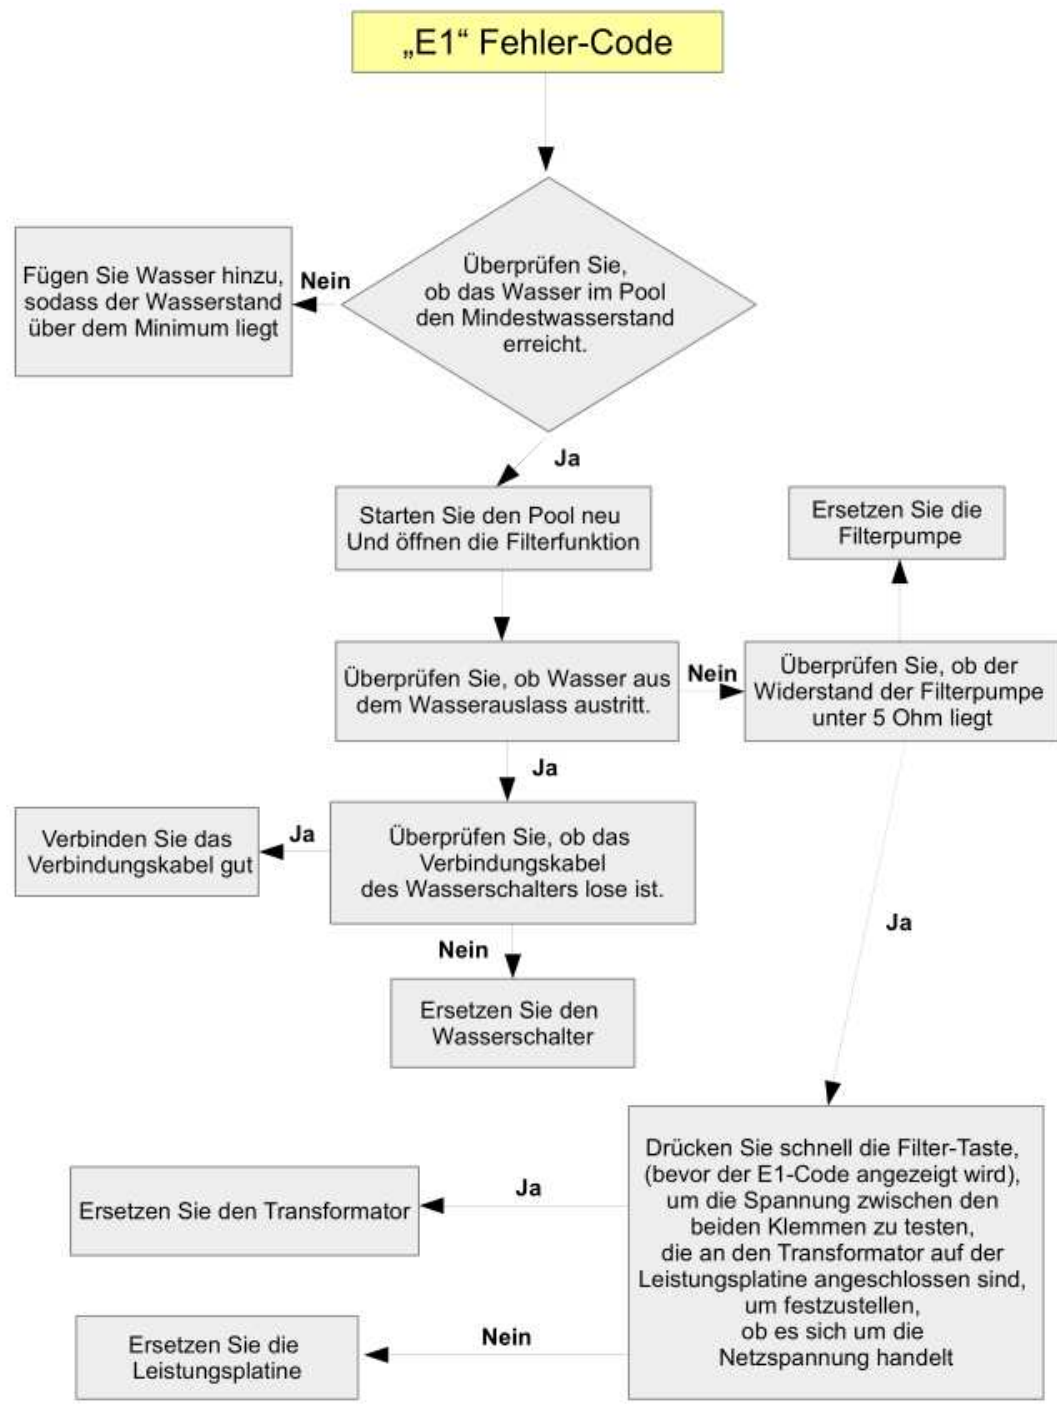 „E1“ Fehler-Code
Überprüfen Sie,
ob das Wasser im Pool
den Mindestwasserstand
erreicht.
Nein
Fügen Sie Wasser hinzu,
sodass der Wasserstand
über dem Minimum liegt
Ja
Starten Sie den Pool neu
Und öffnen die Filterfunktion
Ersetzen Sie die
Filterpumpe
Überprüfen Sie, ob Wasser aus
dem Wasserauslass austritt.
Nein
Überprüfen Sie, ob der
Widerstand der Filterpumpe
unter 5 Ohm liegt
Ja
Überprüfen Sie, ob das
Verbindungskabel
des Wasserschalters lose ist.
Ja
Verbinden Sie das
Verbindungskabel gut
Nein
Ersetzen Sie den
Wasserschalter
Ja
Drücken Sie schnell die Filter-Taste,
(bevor der E1-Code angezeigt wird),
um die Spannung zwischen den
beiden Klemmen zu testen,
die an den Transformator auf der
Leistungsplatine angeschlossen sind,
um festzustellen,
ob es sich um die
Netzspannung handelt
Ja
Ersetzen Sie den Transformator
Nein
Ersetzen Sie die
Leistungsplatine